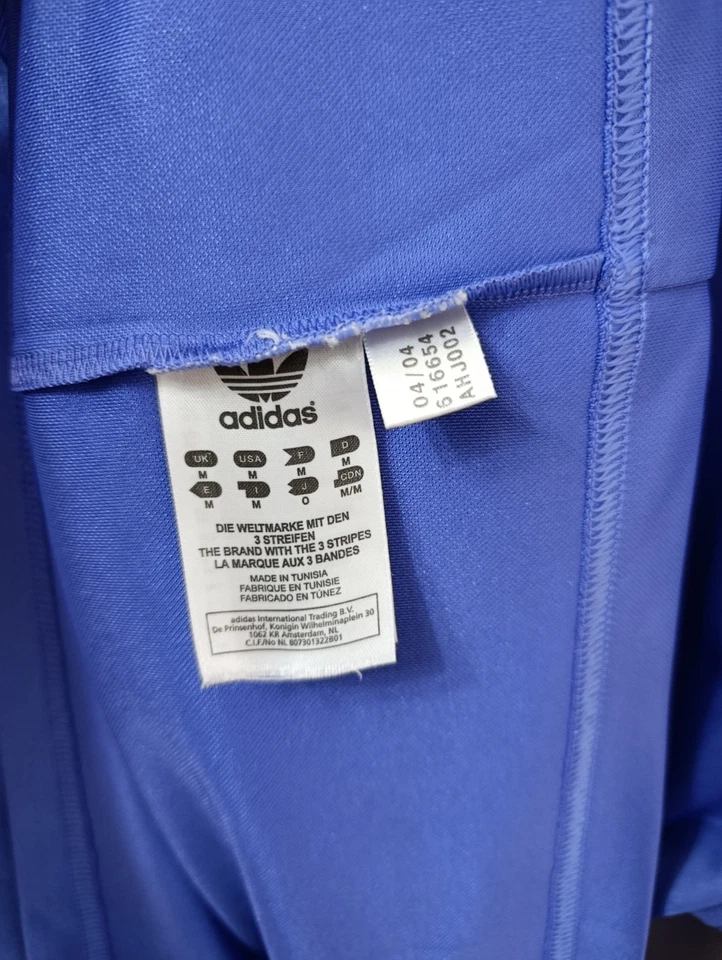 adidas
UK USA F D
M M M M
E I J CDN
M M O M/M
DIE WELTMARKE MIT DEN
3 STREIFEN
THE BRAND WITH THE 3 STRIPES
LA MARQUE AUX 3 BANDES
MADE IN TUNISIA
FABRIQUE EN TUNISIE
FABRICADO EN TÚNEZ
adidas International Trading B.V.
De Prinsenhof, Konigin Wilhelminaplein 30
1062 KR Amsterdam, NL
C.I.F/No NL 807301322B01
04/04
616654
AHJ002